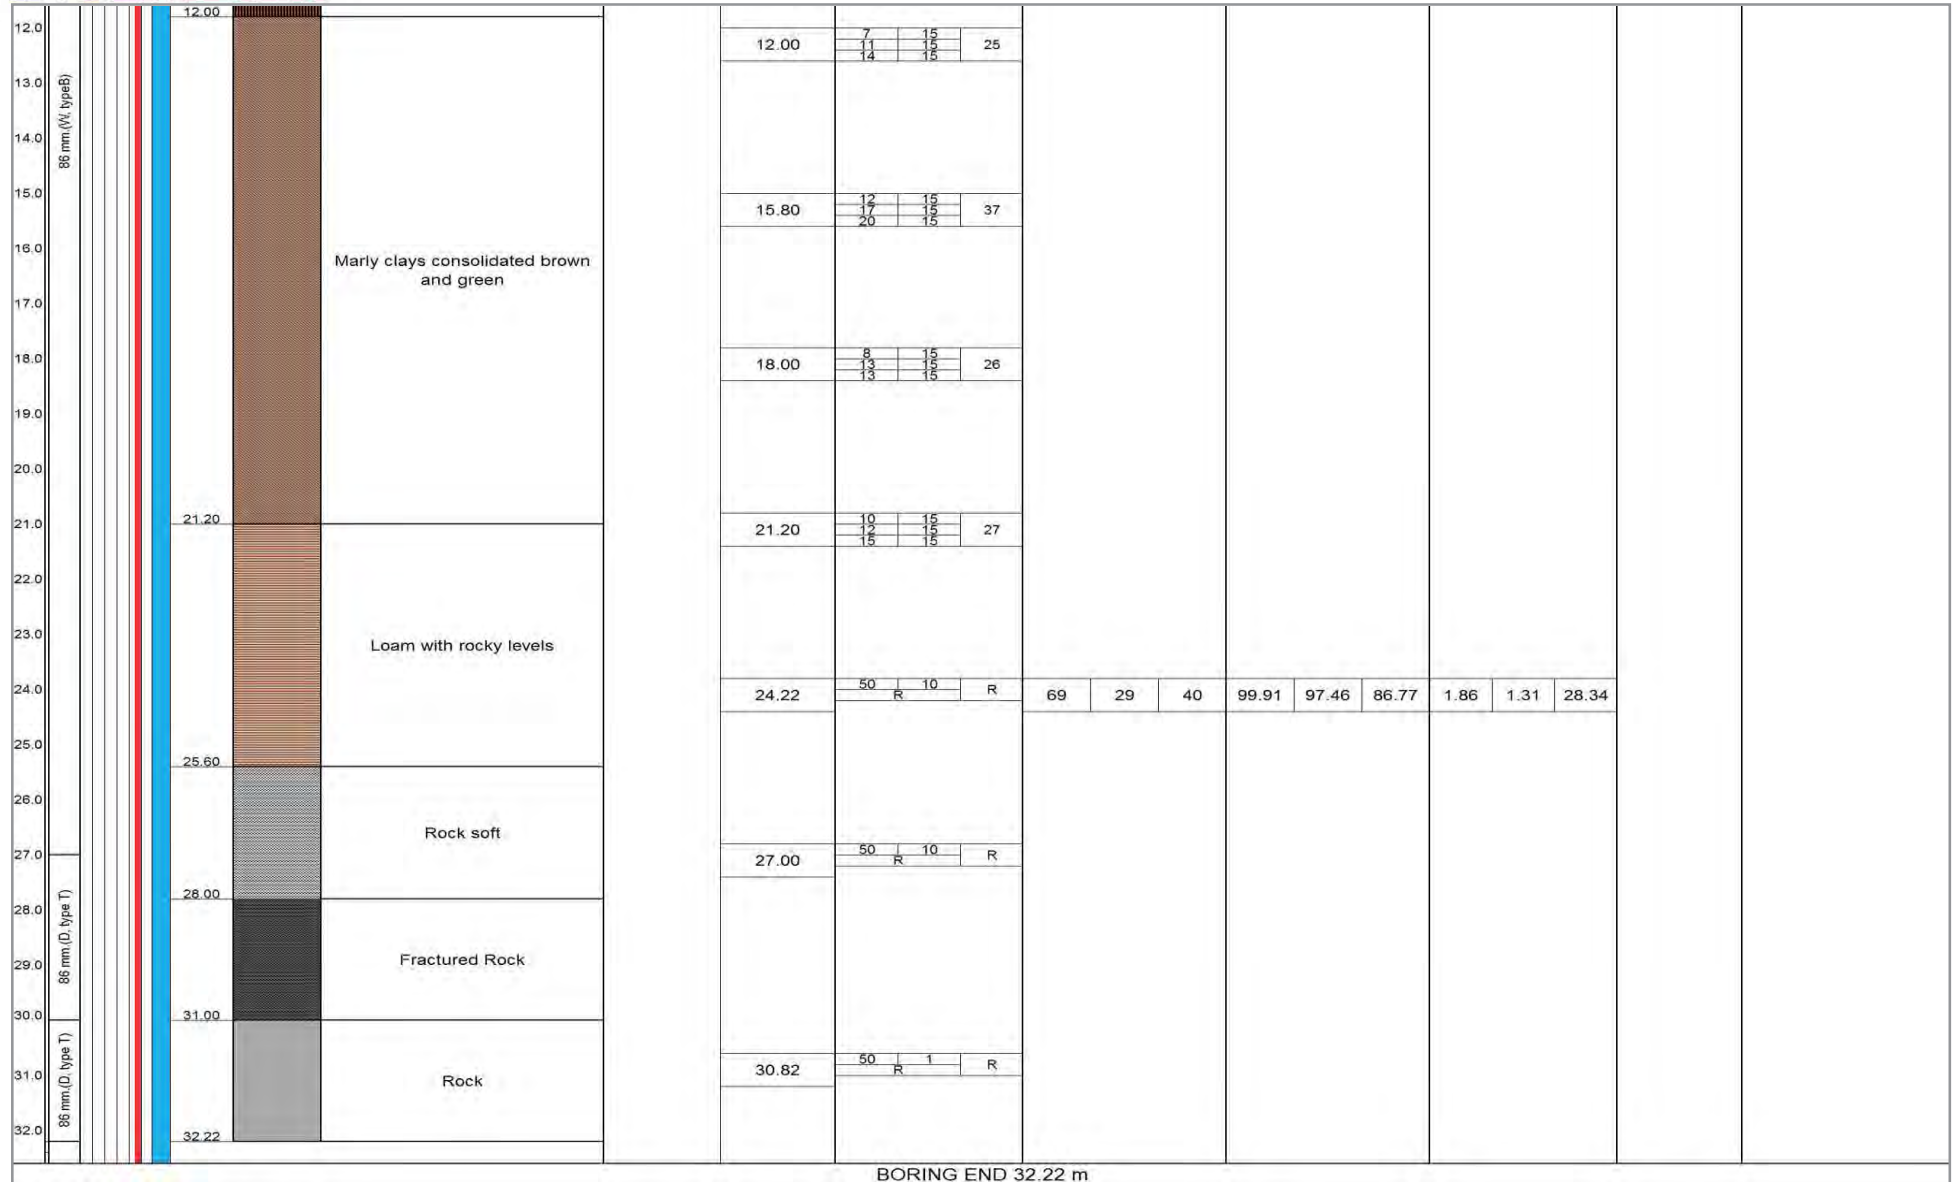 12.00
12.0
7 15
12.00 11 15 25
14 15
13.0
86 mm.(W, typeB)
14.0
15.0
12 15
15.80 17 15 37
20 15
16.0
Marly clays consolidated brown
and green
17.0
18.0
8 15
18.00 13 15 26
13 15
19.0
20.0
21.20
21.0
10 15
21.20 12 15 27
15 15
22.0
23.0
Loam with rocky levels
24.0
50 10
24.22 R R 69 29 40 99.91 97.46 86.77 1.86 1.31 28.34
25.0
25.60
26.0
Rock soft
27.0
50 10
27.00 R R
28.00
28.0
86 mm.(D, type T)
Fractured Rock
29.0
30.0
31.00
86 mm.(D, type T)
50 1
30.82 R R
31.0
Rock
32.0
32.22
BORING END 32.22 m